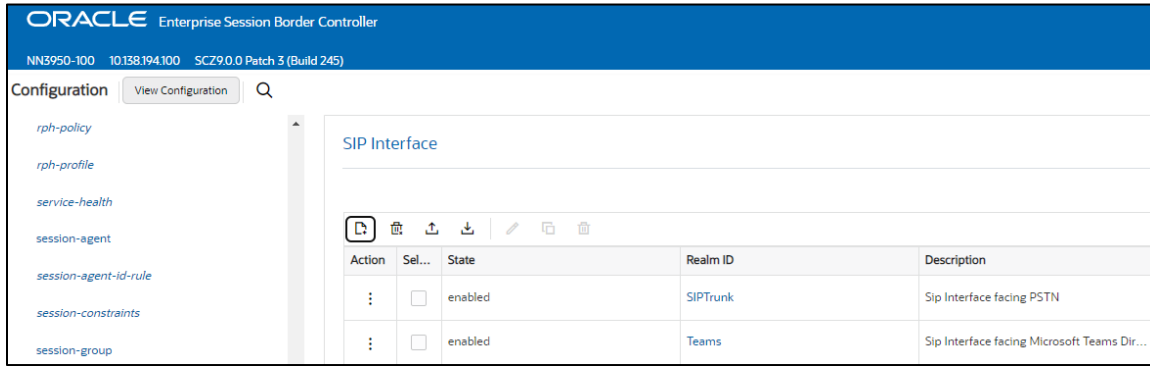 ORACLE Enterprise Session Border Controller
NN3950-100 10.138.194.100 SCZ9.0.0 Patch 3 (Build 245)
Configuration View Configuration
rph-policy
rph-profile
service-health
session-agent
session-agent-id-rule
session-constraints
session-group
SIP Interface
Action Sel... State Realm ID Description
enabled SIPTrunk Sip Interface facing PSTN
enabled Teams Sip Interface facing Microsoft Teams Dir...